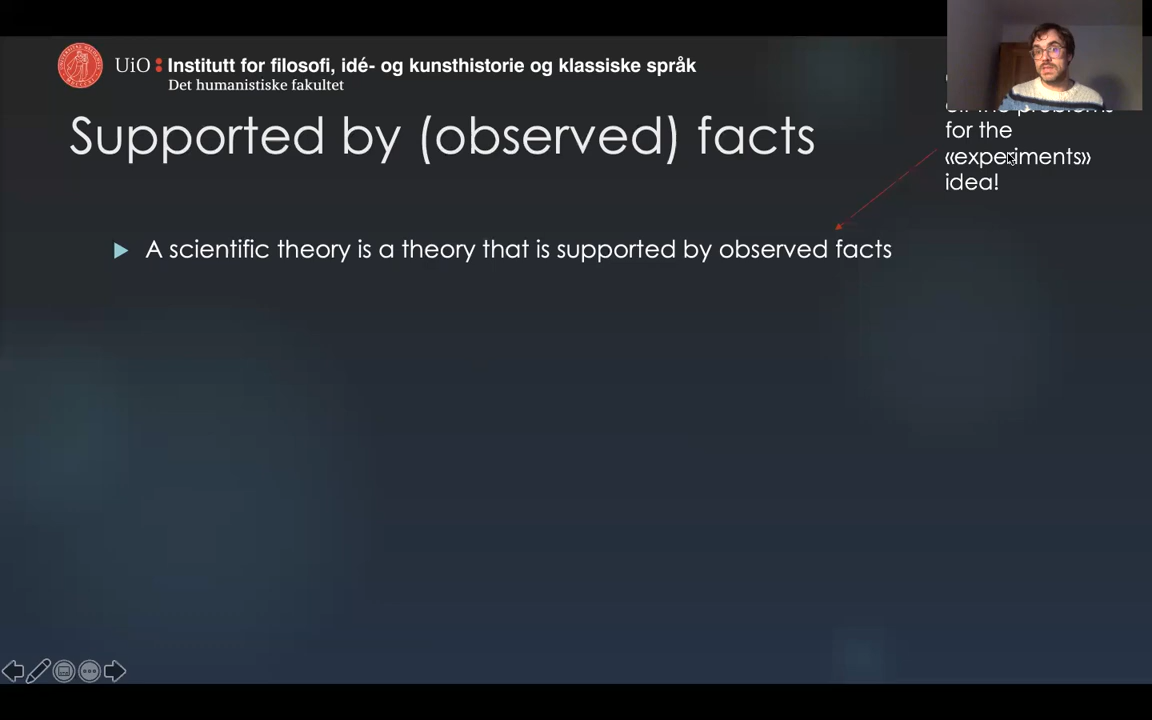 UiO : Institutt for filosofi, idé- og kunsthistorie og klassiske språk
Det humanistiske fakultet
Supported by (observed) facts
for the
«experiments»
idea!
A scientific theory is a theory that is supported by observed facts